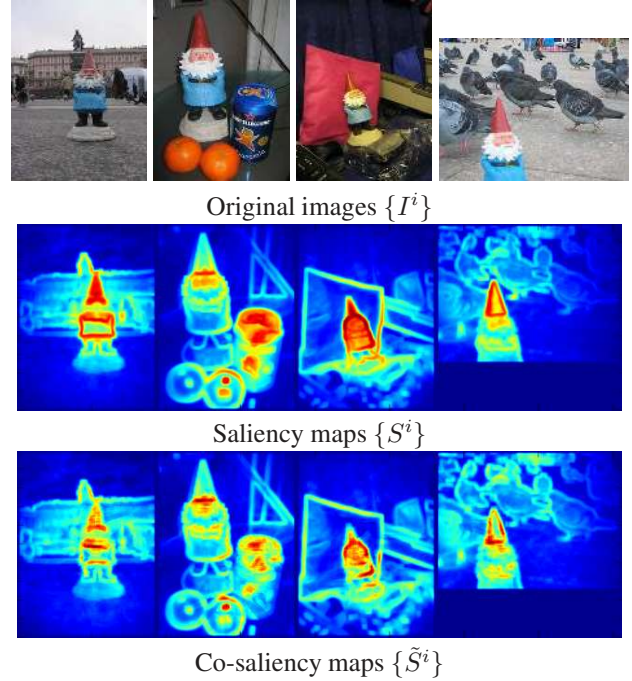 Original images {I^i}
Saliency maps {S^i}
Co-saliency maps {S̃^i}